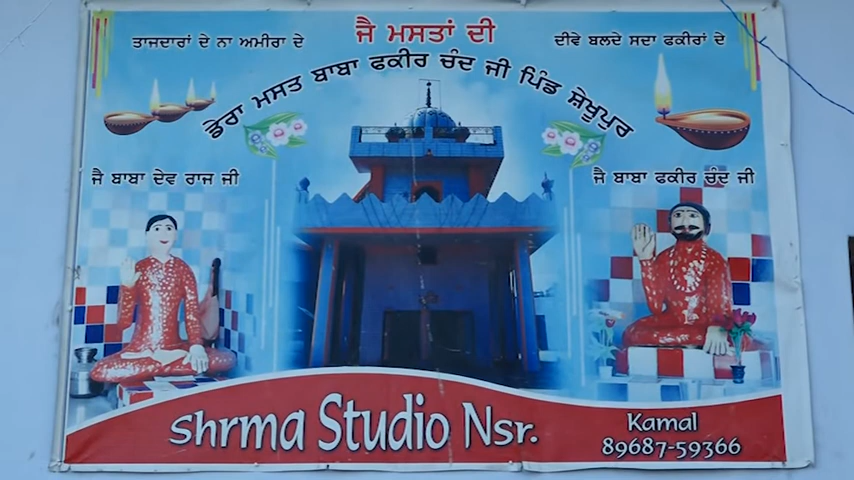 ਜੈ ਮਸਤਾਂ ਦੀ
ਤਾਜਦਾਰਾਂ ਦੇ ਨਾ ਅਮੀਰਾ ਦੇ
ਦੀਵੇ ਬਲਦੇ ਸਦਾ ਫਕੀਰਾਂ ਦੇ
ਡੇਰਾ ਮਸਤ ਬਾਬਾ ਫਕੀਰ ਚੰਦ ਜੀ ਪਿੰਡ ਸ਼ੇਖੂਪੁਰ
ਜੈ ਬਾਬਾ ਦੇਵ ਰਾਜ ਜੀ
ਜੈ ਬਾਬਾ ਫਕੀਰ ਚੰਦ ਜੀ
Shrma Studio Nsr.
Kamal
89687-59366